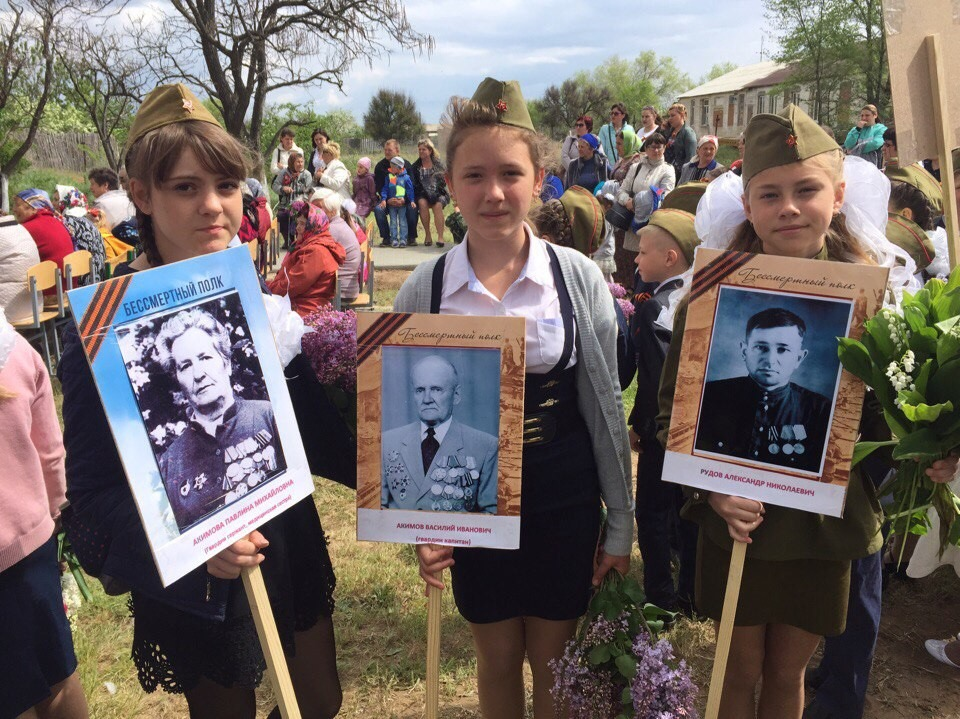 БЕССМЕРТНЫЙ ПОЛК
АКИМОВА ПАВЛИНА МИХАЙЛОВНА
Бессмертный полк
АКИМОВ ВАСИЛИЙ ИВАНОВИЧ
(гвардии капитан)
Бессмертный полк
РУДОВ АЛЕКСАНДР НИКОЛАЕВИЧ